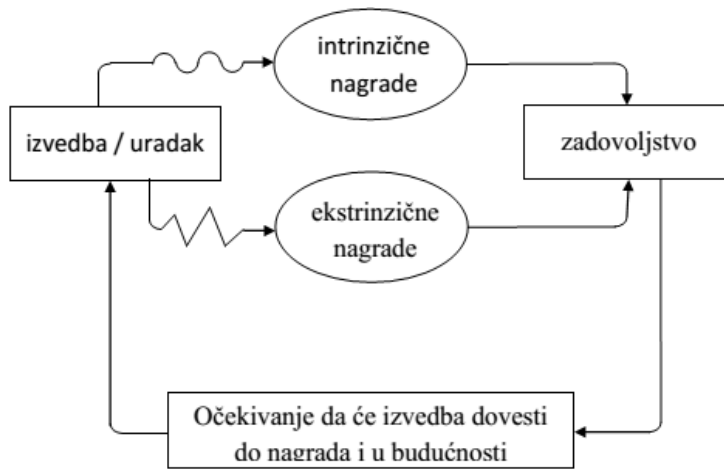 intrinzične
nagrade
izvedba / uradak
zadovoljstvo
ekstrinzične
nagrade
Očekivanje da će izvedba dovesti
do nagrada i u budućnosti